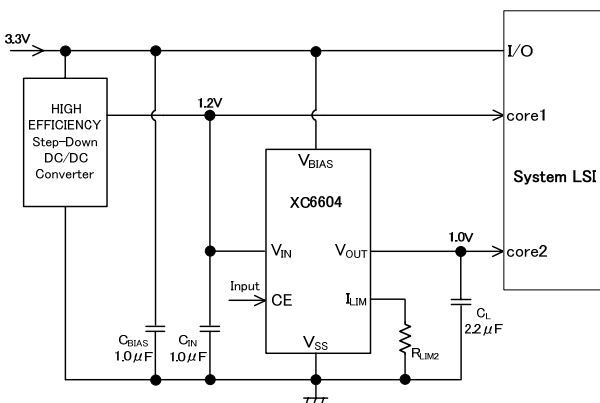 3.3V
I/O
HIGH
EFFICIENCY
Step-Down
DC/DC
Converter
1.2V
core1
VBIAS
System LSI
XC6604
1.0V
VIN
VOUT
core2
Input
CE
ILIM
CL
2.2μF
CBIAS
1.0μF
CIN
1.0μF
RLIM2
VSS